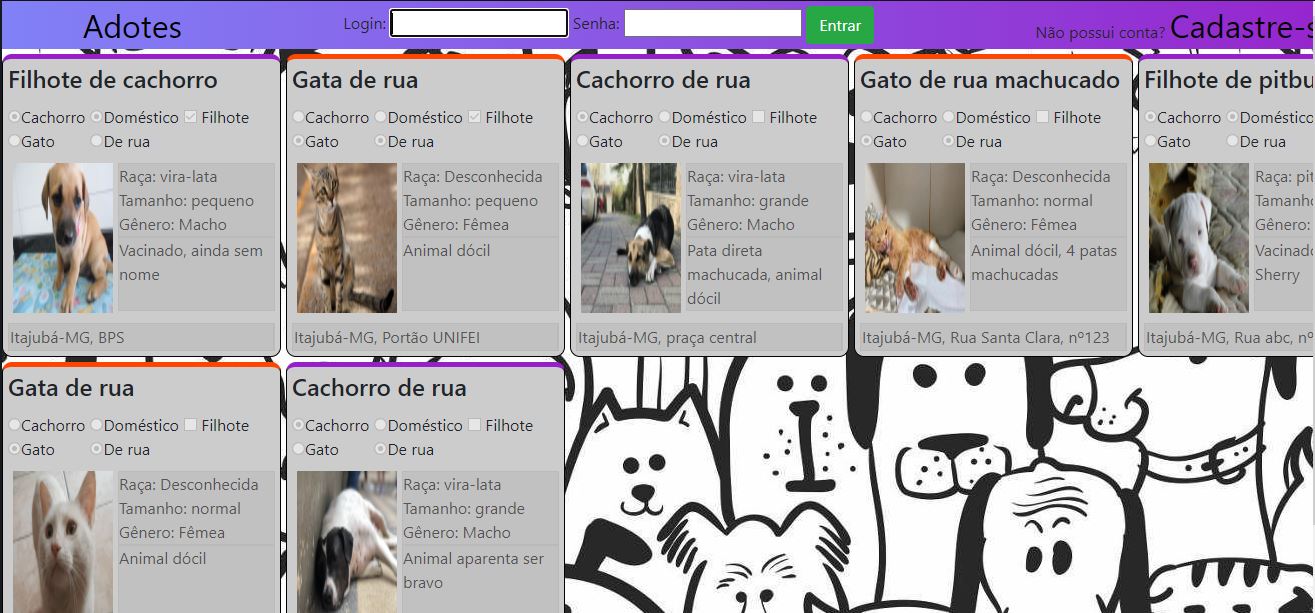 Adotes
Login:
Senha:
Entrar
Não possui conta? Cadastre-s
Filhote de cachorro
Cachorro Doméstico Filhote
Gato De rua
Raça: vira-lata
Tamanho: pequeno
Gênero: Macho
Vacinado, ainda sem
nome
Itajubá-MG, BPS
Gata de rua
Cachorro Doméstico Filhote
Gato De rua
Raça: Desconhecida
Tamanho: pequeno
Gênero: Fêmea
Animal dócil
Itajubá-MG, Portão UNIFEI
Cachorro de rua
Cachorro Doméstico Filhote
Gato De rua
Raça: vira-lata
Tamanho: grande
Gênero: Macho
Pata direta
machucada, animal
dócil
Itajubá-MG, praça central
Gato de rua machucado
Cachorro Doméstico Filhote
Gato De rua
Raça: Desconhecida
Tamanho: normal
Gênero: Fêmea
Animal dócil, 4 patas
machucadas
Itajubá-MG, Rua Santa Clara, nº123
Filhote de pitbu
Cachorro Doméstico
Gato De rua
Raça: pit
Tamanho:
Gênero:
Vacinado
Sherry
Itajubá-MG, Rua abc, nº
Gata de rua
Cachorro Doméstico Filhote
Gato De rua
Raça: Desconhecida
Tamanho: normal
Gênero: Fêmea
Animal dócil
Cachorro de rua
Cachorro Doméstico Filhote
Gato De rua
Raça: vira-lata
Tamanho: grande
Gênero: Macho
Animal aparenta ser
bravo